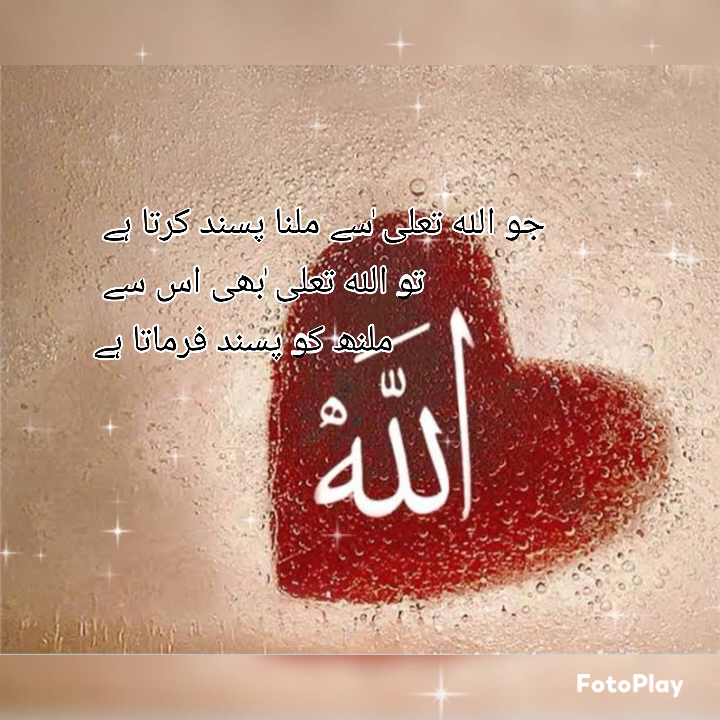 جو اللہ تعلیٰ سے ملنا پسند کرتا ہے
تو اللہ تعلیٰ بھی اس سے
ملنھ کو پسند فرماتا ہے
اللَّهُ
FotoPlay